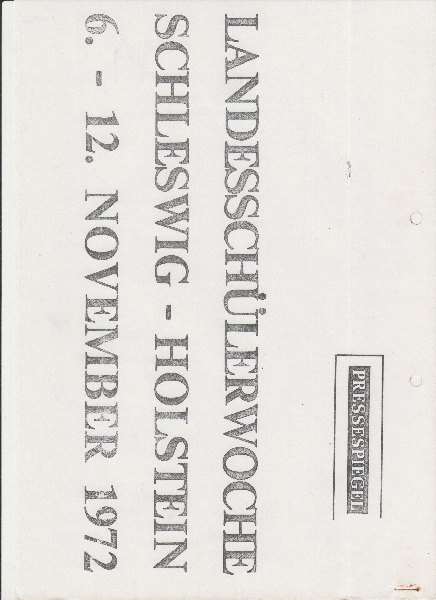 PRESSESPIEGEL
LANDESSCHÜLERWOCHE
SCHLESWIG - HOLSTEIN
6. - 12. NOVEMBER 1972